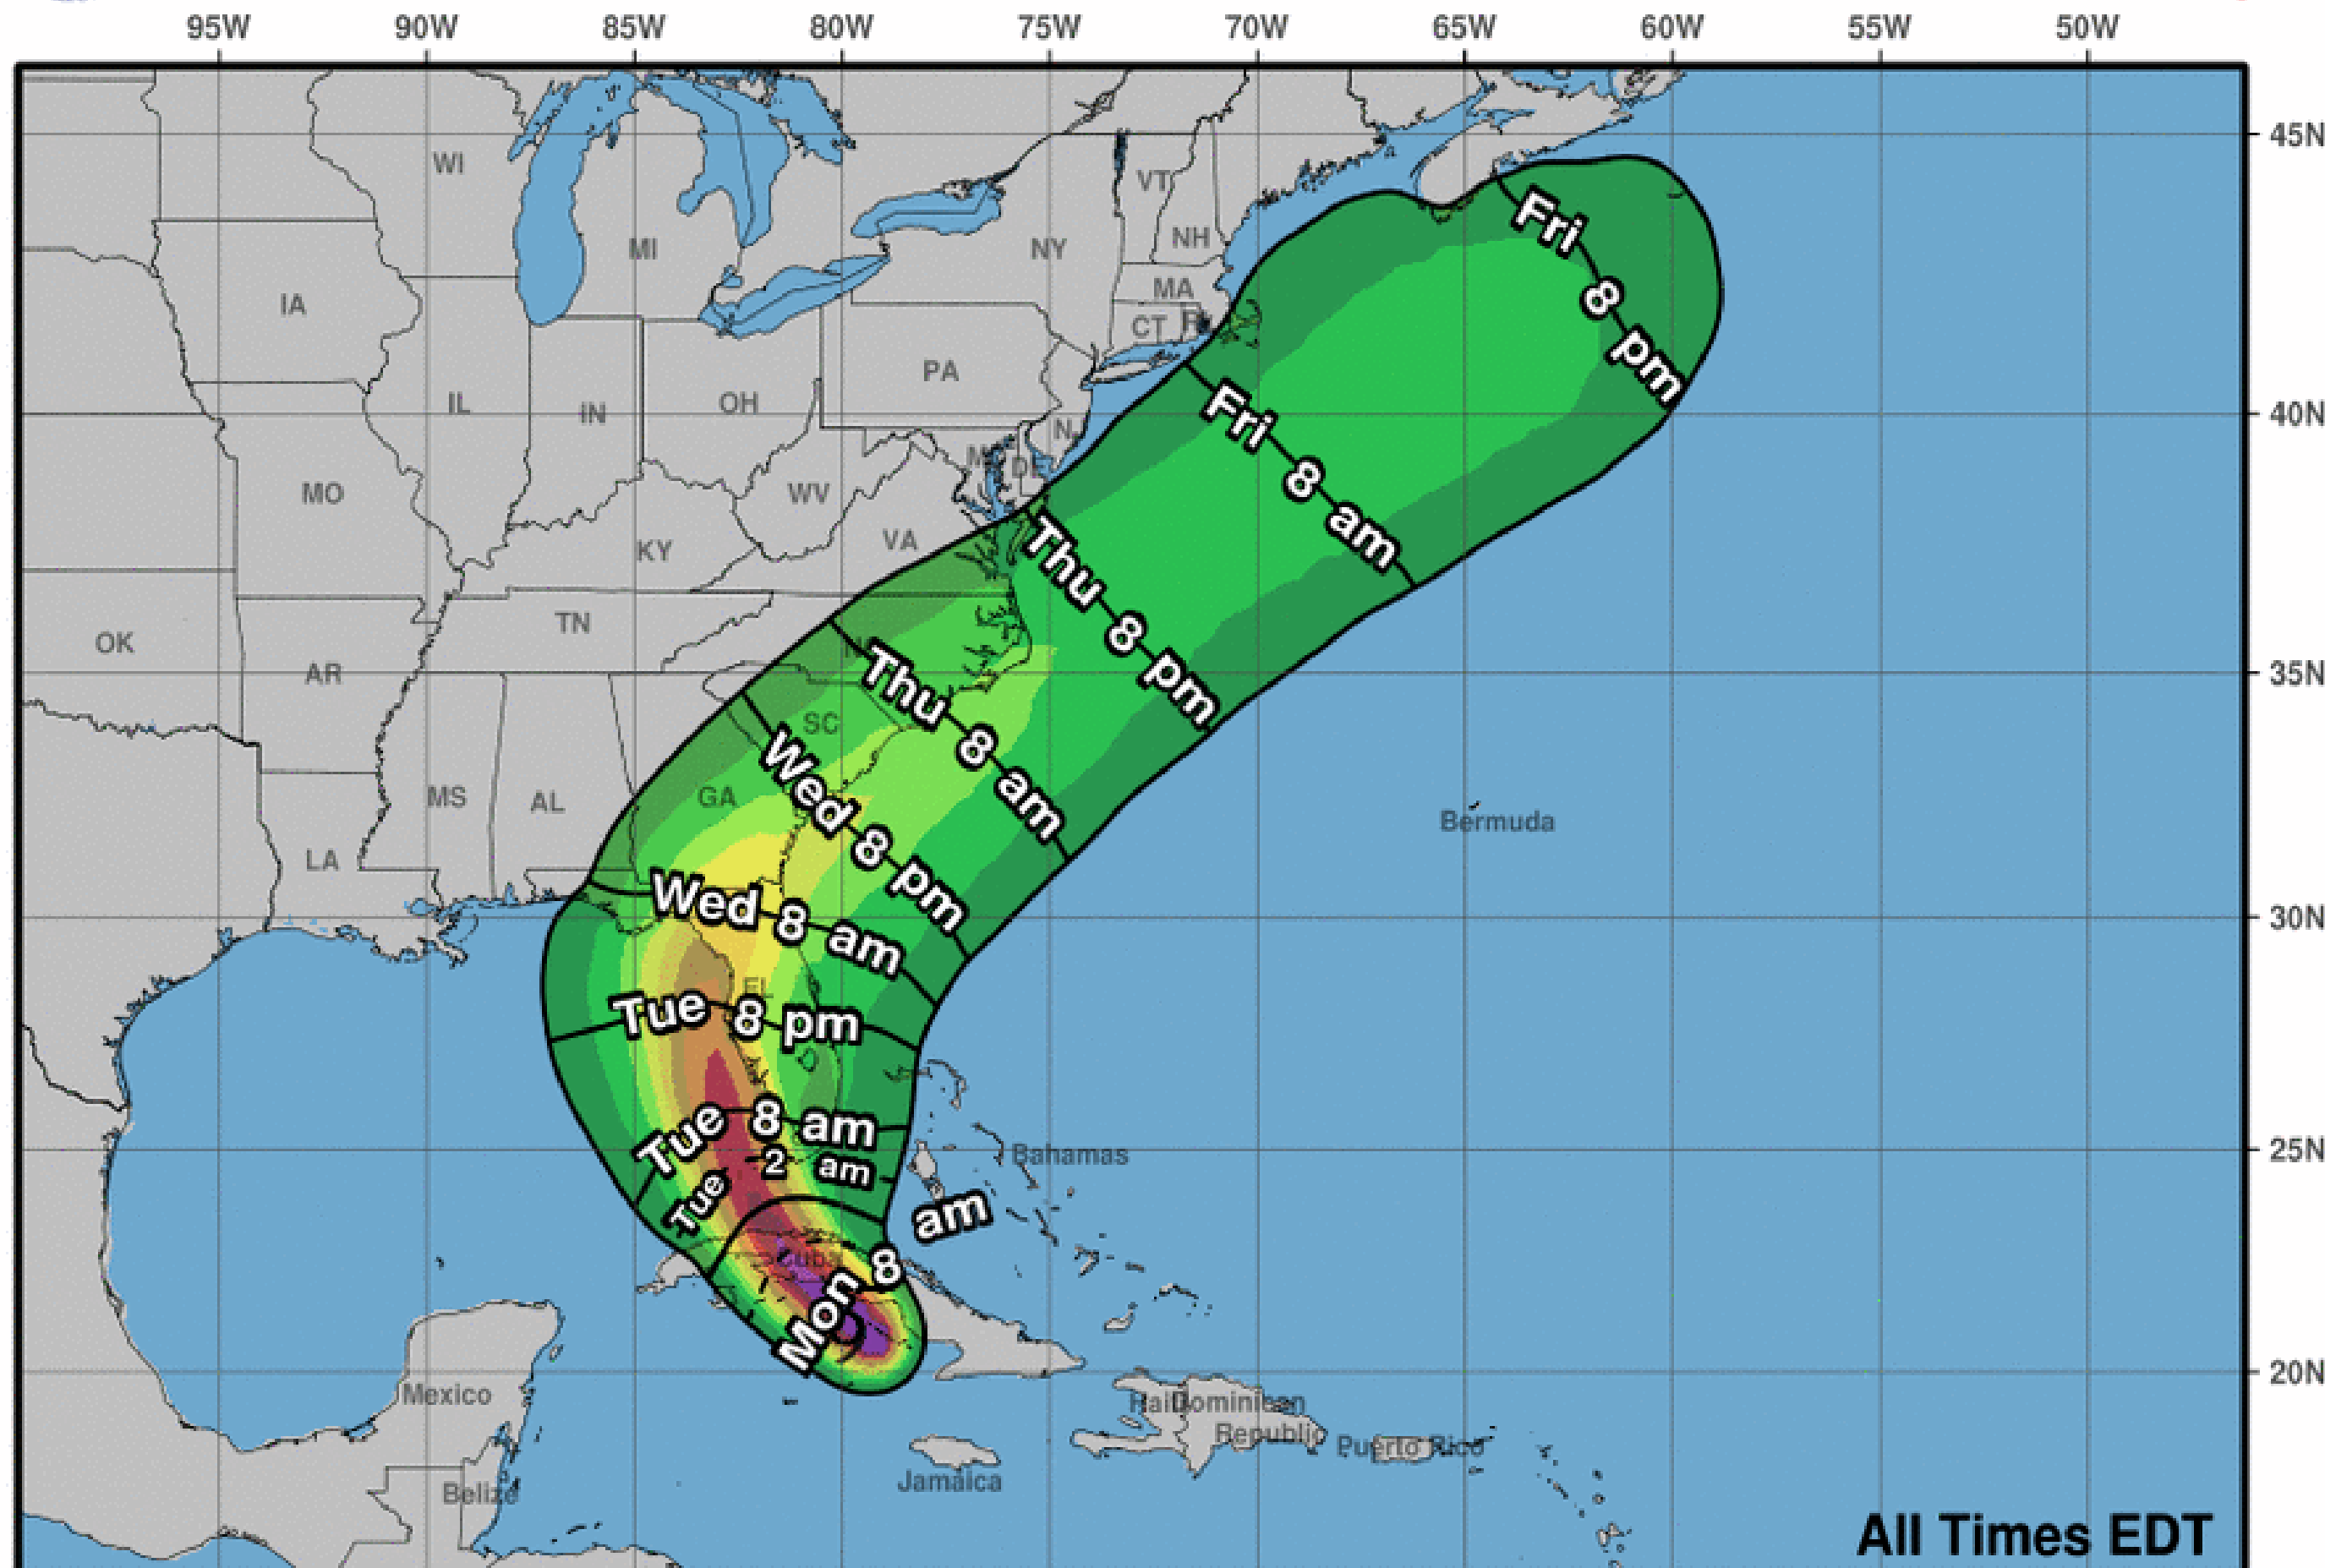 95W 90W 85W 80W 75W 70W 65W 60W 55W 50W
45N
40N
35N
30N
25N
20N
WI
MI
IA
IL
IN
OH
PA
NY
VT
NH
MA
CT
MO
KY
WV
VA
DE
TN
OK
AR
MS
AL
GA
SC
LA
FL
Fri 8 pm
Fri 8 am
Thu 8 pm
Thu 8 am
Wed 8 pm
Wed 8 am
Tue 8 pm
Tue 8 am
Tue 2 am
Mon 8 am
Bermuda
Bahamas
Cuba
Mexico
Belize
Jamaica
Dominican
Republic
Puerto Rico
All Times EDT